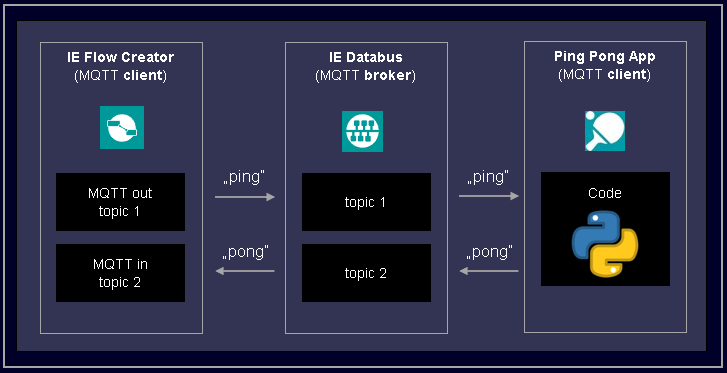 IE Flow Creator
(MQTT client)
IE Databus
(MQTT broker)
Ping Pong App
(MQTT client)
„ping“
„ping“
MQTT out
topic 1
topic 1
Code
„pong“
„pong“
MQTT in
topic 2
topic 2